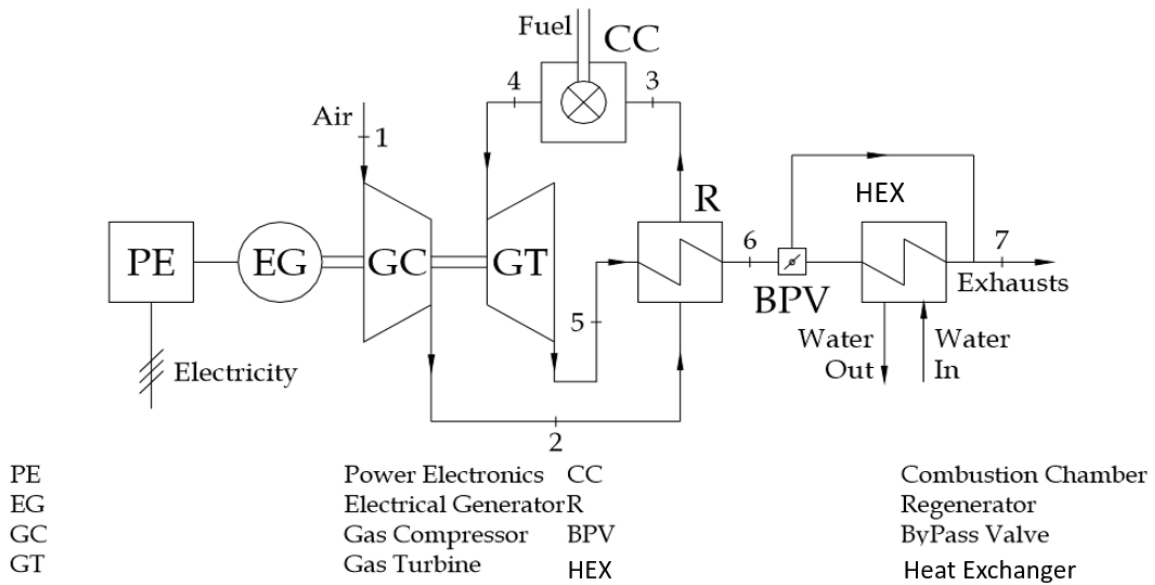 Fuel CC
4 3
Air
1
R HEX
PE EG GC GT 6 7
BPV Exhausts
5
Water Water
Out In
Electricity
2
PE Power Electronics CC Combustion Chamber
EG Electrical Generator R Regenerator
GC Gas Compressor BPV ByPass Valve
GT Gas Turbine HEX Heat Exchanger